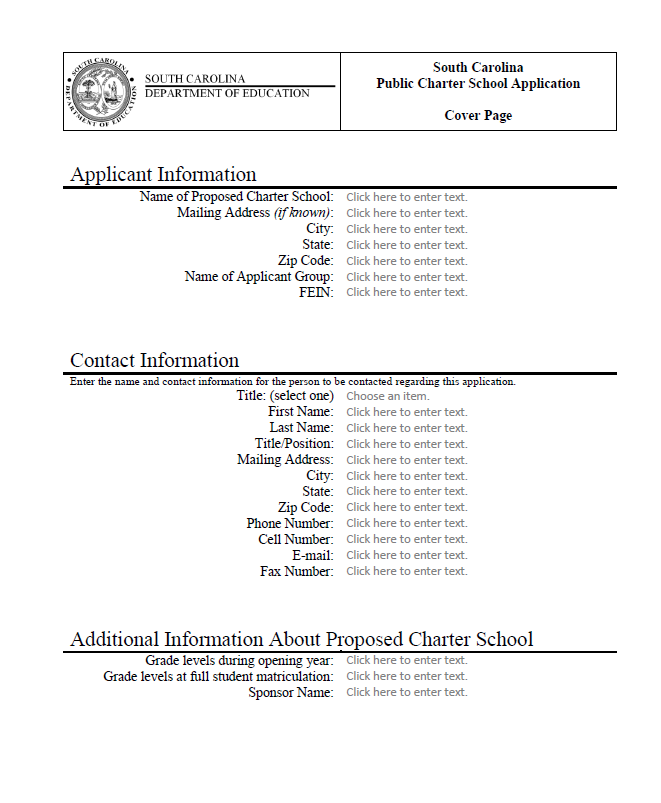 SOUTH CAROLINA
DEPARTMENT OF EDUCATION
SOUTH CAROLINA
DEPARTMENT OF EDUCATION
South Carolina
Public Charter School Application
Cover Page
Applicant Information
Name of Proposed Charter School: Click here to enter text.
Mailing Address (if known): Click here to enter text.
City: Click here to enter text.
State: Click here to enter text.
Zip Code: Click here to enter text.
Name of Applicant Group: Click here to enter text.
FEIN: Click here to enter text.
Contact Information
Enter the name and contact information for the person to be contacted regarding this application.
Title: (select one) Choose an item.
First Name: Click here to enter text.
Last Name: Click here to enter text.
Title/Position: Click here to enter text.
Mailing Address: Click here to enter text.
City: Click here to enter text.
State: Click here to enter text.
Zip Code: Click here to enter text.
Phone Number: Click here to enter text.
Cell Number: Click here to enter text.
E-mail: Click here to enter text.
Fax Number: Click here to enter text.
Additional Information About Proposed Charter School
Grade levels during opening year: Click here to enter text.
Grade levels at full student matriculation: Click here to enter text.
Sponsor Name: Click here to enter text.